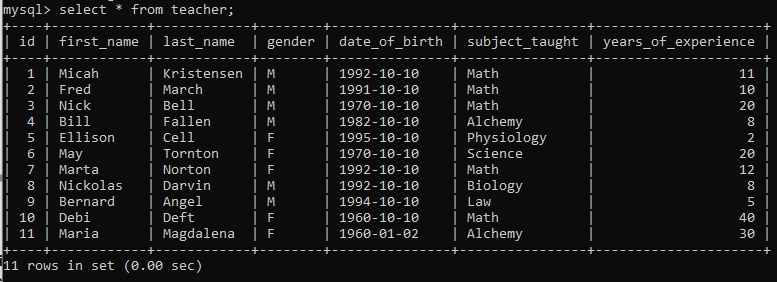 mysql> select * from teacher;
+----+------------+------------+--------+---------------+----------------+---------------------+
| id | first_name | last_name | gender | date_of_birth | subject_taught | years_of_experience |
+----+------------+------------+--------+---------------+----------------+---------------------+
| 1 | Micah | Kristensen | M | 1992-10-10 | Math | 11 |
| 2 | Fred | March | M | 1991-10-10 | Math | 10 |
| 3 | Nick | Bell | M | 1970-10-10 | Math | 20 |
| 4 | Bill | Fallen | M | 1982-10-10 | Alchemy | 8 |
| 5 | Ellison | Cell | F | 1995-10-10 | Physiology | 2 |
| 6 | May | Tornton | F | 1970-10-10 | Science | 20 |
| 7 | Marta | Norton | F | 1992-10-10 | Math | 12 |
| 8 | Nickolas | Darvin | M | 1992-10-10 | Biology | 8 |
| 9 | Bernard | Angel | M | 1994-10-10 | Law | 5 |
| 10 | Debi | Deft | F | 1960-10-10 | Math | 40 |
| 11 | Maria | Magdalena | F | 1960-01-02 | Alchemy | 30 |
+----+------------+------------+--------+---------------+----------------+---------------------+
11 rows in set (0.00 sec)